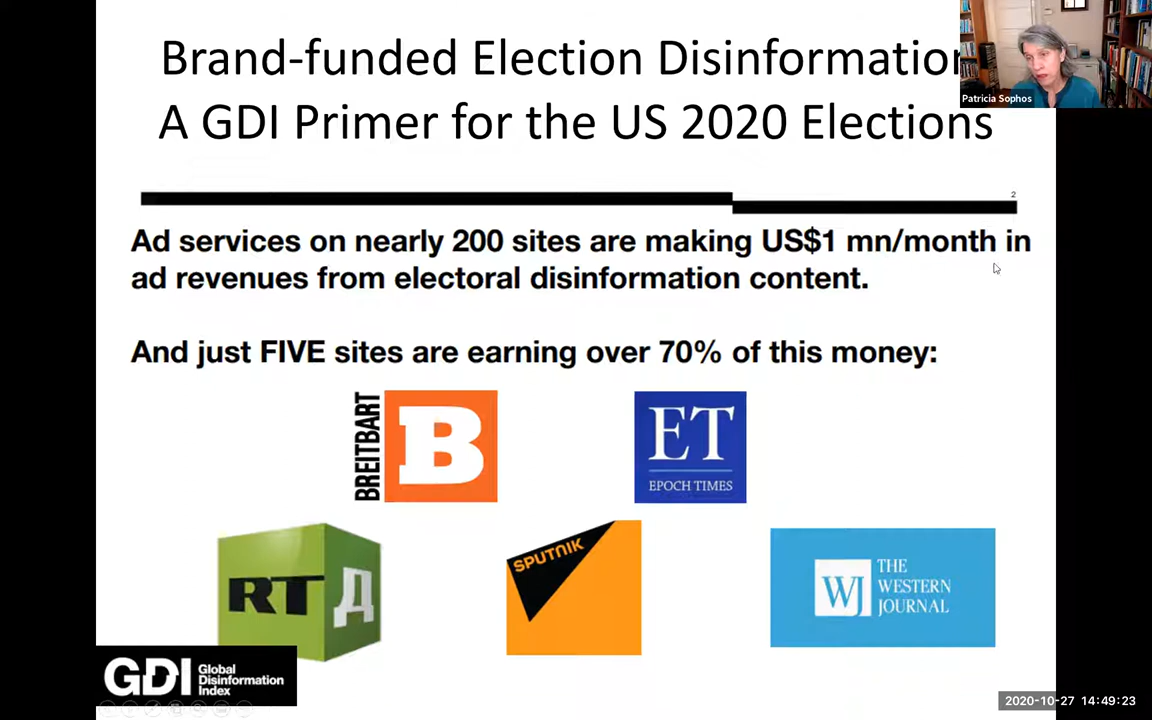 Brand-funded Election Disinformation
A GDI Primer for the US 2020 Elections
Patricia Sophos
2
Ad services on nearly 200 sites are making US$1 mn/month in
ad revenues from electoral disinformation content.
And just FIVE sites are earning over 70% of this money:
BREITBART
B
ET
EPOCH TIMES
RT
Д
SPUTNIK
WJ
THE
WESTERN
JOURNAL
GDI
Global
Disinformation
Index
2020-10-27 14:49:23